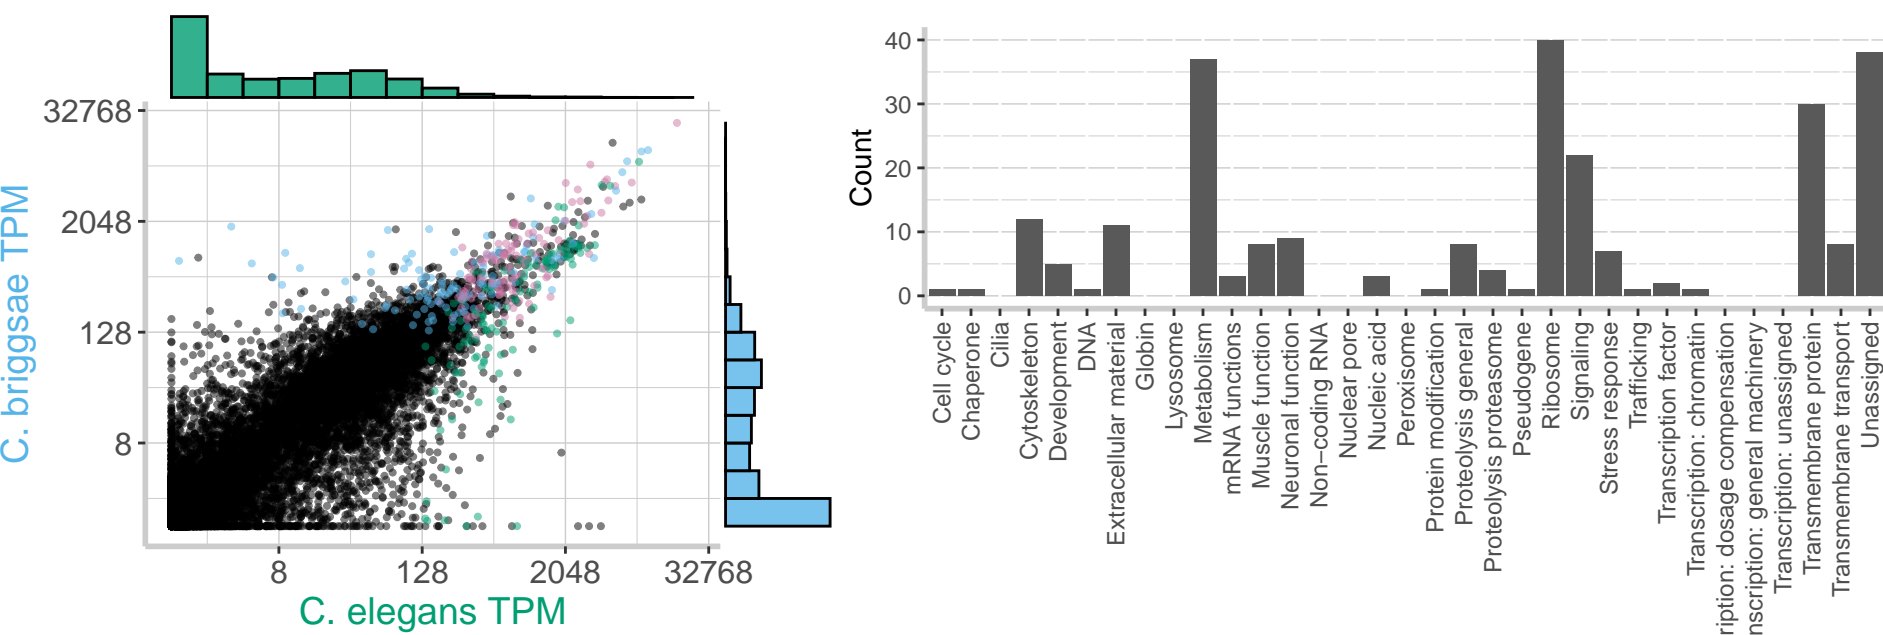 32768
2048
128
8
C. briggsae TPM
8
128
2048
32768
C. elegans TPM
Count
40
30
20
10
0
Cell cycle
Chaperone
Cilia
Cytoskeleton
Development
DNA
Extracellular material
Globin
Lysosome
Metabolism
mRNA functions
Muscle function
Neuronal function
Non−coding RNA
Nuclear pore
Nucleic acid
Peroxisome
Protein modification
Proteolysis general
Proteolysis proteasome
Pseudogene
Ribosome
Signaling
Stress response
Trafficking
Transcription factor
Transcription: chromatin
ription: dosage compensation
nscription: general machinery
Transcription: unassigned
Transmembrane protein
Transmembrane transport
Unassigned